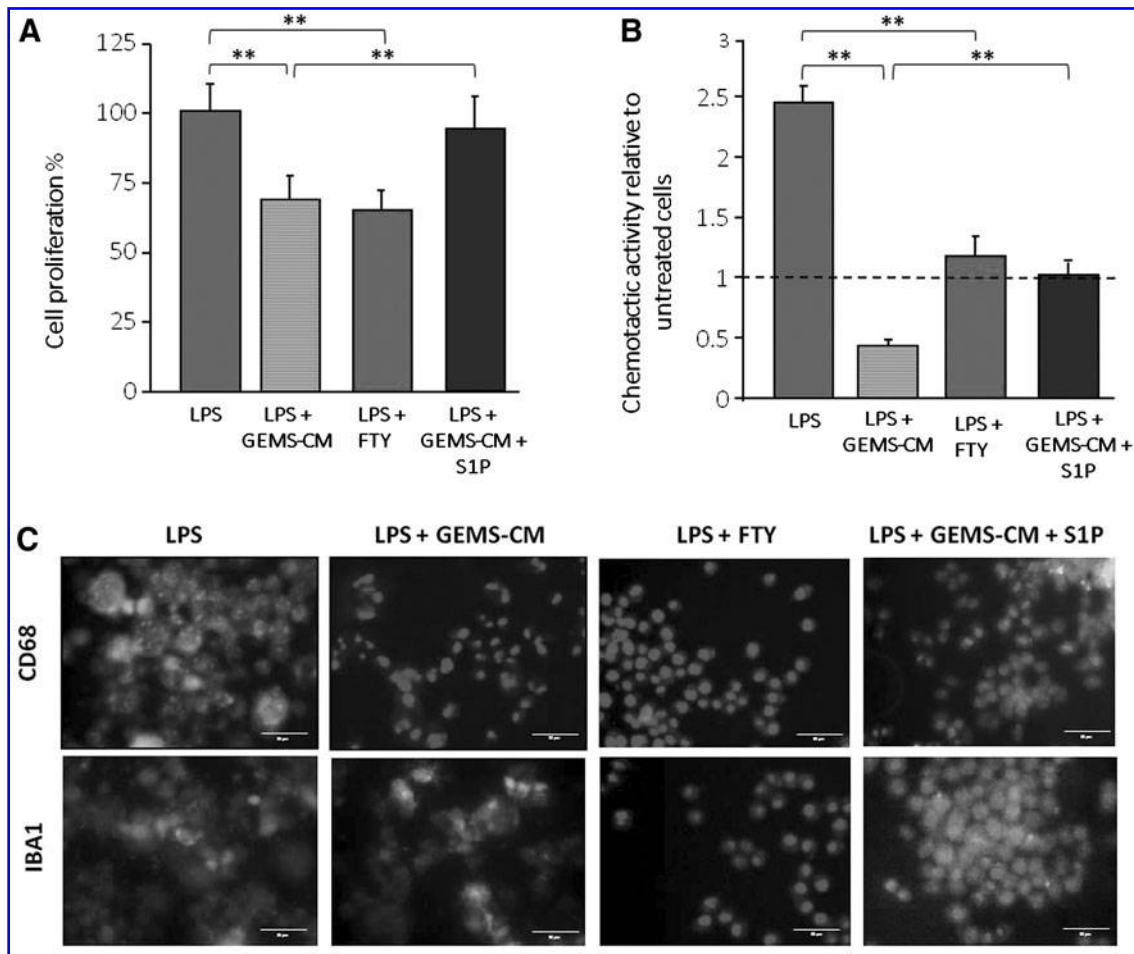 A
**
**
**
125
100
75
50
25
0
Cell proliferation %
LPS
LPS +
GEMS-CM
LPS +
FTY
LPS +
GEMS-CM +
S1P
B
**
**
**
3
2.5
2
1.5
1
0.5
0
Chemotactic activity relative to
untreated cells
LPS
LPS +
GEMS-CM
LPS +
FTY
LPS +
GEMS-CM +
S1P
C
LPS
LPS + GEMS-CM
LPS + FTY
LPS + GEMS-CM + S1P
CD68
IBA1